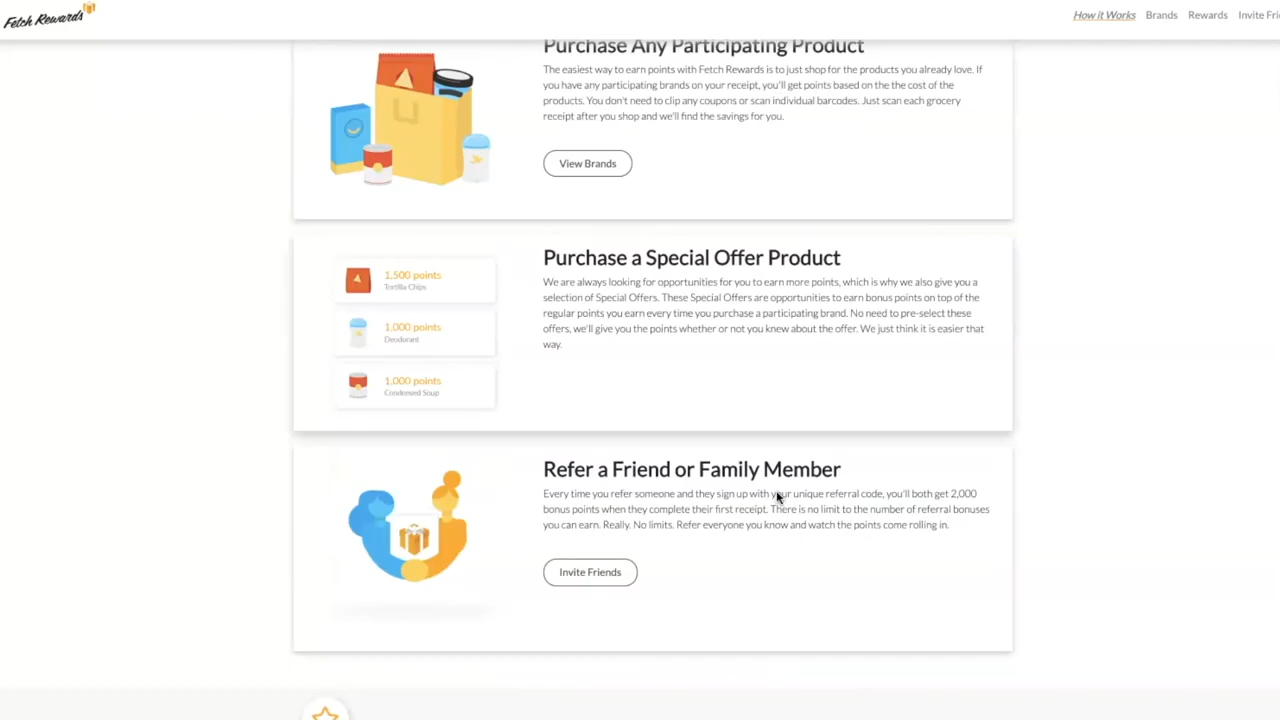 Fetch Rewards
How it Works
Brands
Rewards
Invite Fri
Purchase Any Participating Product
The easiest way to earn points with Fetch Rewards is to just shop for the products you already love. If
you have any participating brands on your receipt, you'll get points based on the the cost of the
products. You don't need to clip any coupons or scan individual barcodes. Just scan each grocery
receipt after you shop and we'll find the savings for you.
View Brands
1,500 points
Tortilla Chips
1,000 points
Deodorant
1,000 points
Condensed Soup
Purchase a Special Offer Product
We are always looking for opportunities for you to earn more points, which is why we also give you a
selection of Special Offers. These Special Offers are opportunities to earn bonus points on top of the
regular points you earn every time you purchase a participating brand. No need to pre-select these
offers, we'll give you the points whether or not you knew about the offer. We just think it is easier that
way.
Refer a Friend or Family Member
Every time you refer someone and they sign up with your unique referral code, you'll both get 2,000
bonus points when they complete their first receipt. There is no limit to the number of referral bonuses
you can earn. Really. No limits. Refer everyone you know and watch the points come rolling in.
Invite Friends